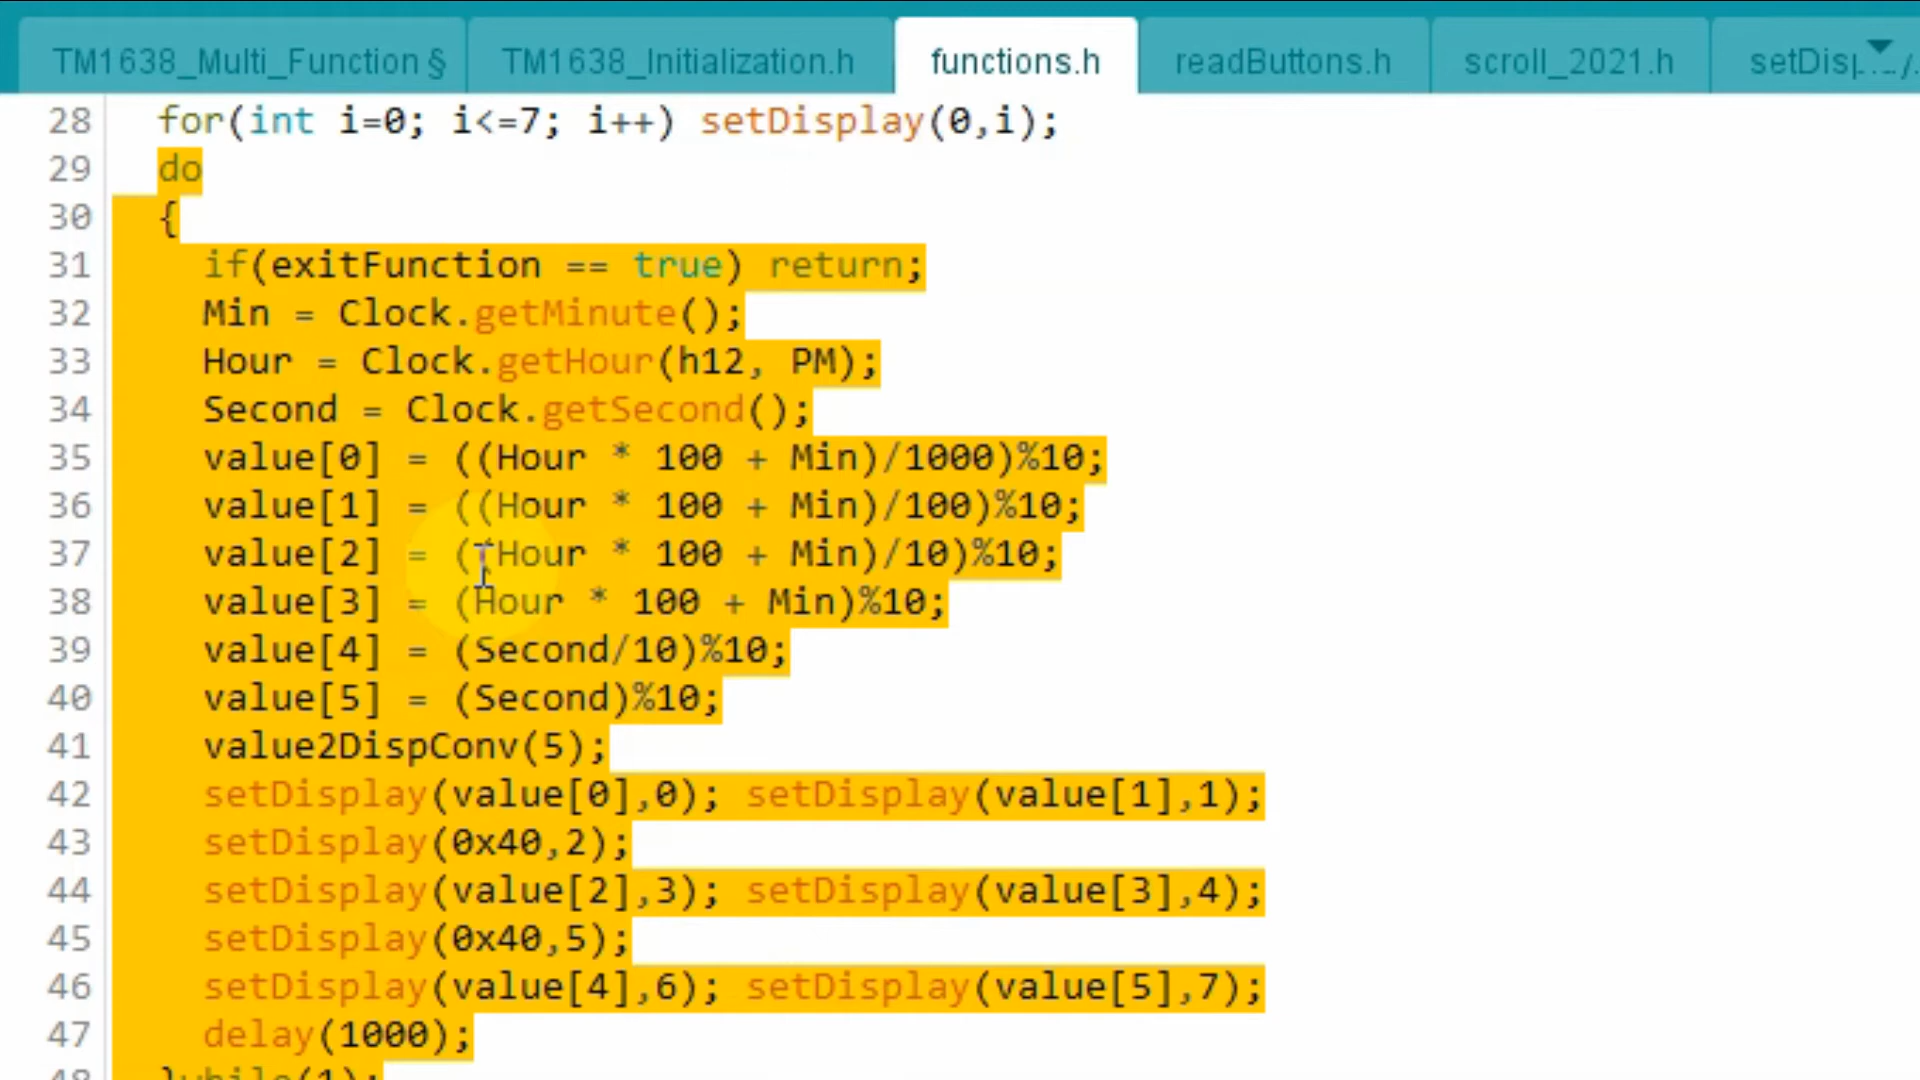 TM1638_Multi_Function § TM1638_Initialization.h functions.h readButtons.h scroll_2021.h
28 for(int i=0; i<=7; i++) setDisplay(0,i);
29 do
30 {
31 if(exitFunction == true) return;
32 Min = Clock.getMinute();
33 Hour = Clock.getHour(h12, PM);
34 Second = Clock.getSecond();
35 value[0] = ((Hour * 100 + Min)/1000)%10;
36 value[1] = ((Hour * 100 + Min)/100)%10;
37 value[2] = ((Hour * 100 + Min)/10)%10;
38 value[3] = (Hour * 100 + Min)%10;
39 value[4] = (Second/10)%10;
40 value[5] = (Second)%10;
41 value2DispConv(5);
42 setDisplay(value[0],0); setDisplay(value[1],1);
43 setDisplay(0x40,2);
44 setDisplay(value[2],3); setDisplay(value[3],4);
45 setDisplay(0x40,5);
46 setDisplay(value[4],6); setDisplay(value[5],7);
47 delay(1000);
48 }while(1);